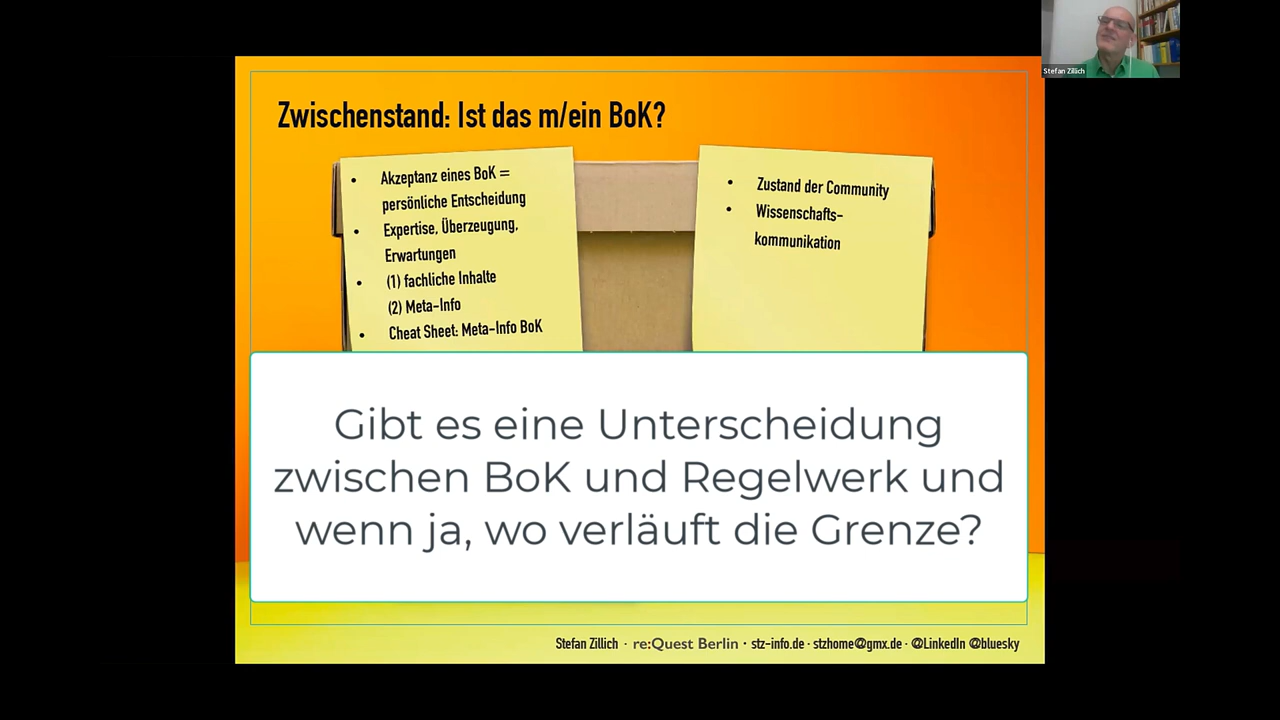 Stefan Zillich
Zwischenstand: Ist das m/ein BoK?
• Akzeptanz eines BoK =
persönliche Entscheidung
• Expertise, Überzeugung,
Erwartungen
• (1) fachliche Inhalte
(2) Meta-Info
• Cheat Sheet: Meta-Info BoK
• Zustand der Community
• Wissenschafts-
kommunikation
Gibt es eine Unterscheidung
zwischen BoK und Regelwerk und
wenn ja, wo verläuft die Grenze?
Stefan Zillich · re:Quest Berlin · stz-info.de · stzhome@gmx.de · @LinkedIn @bluesky